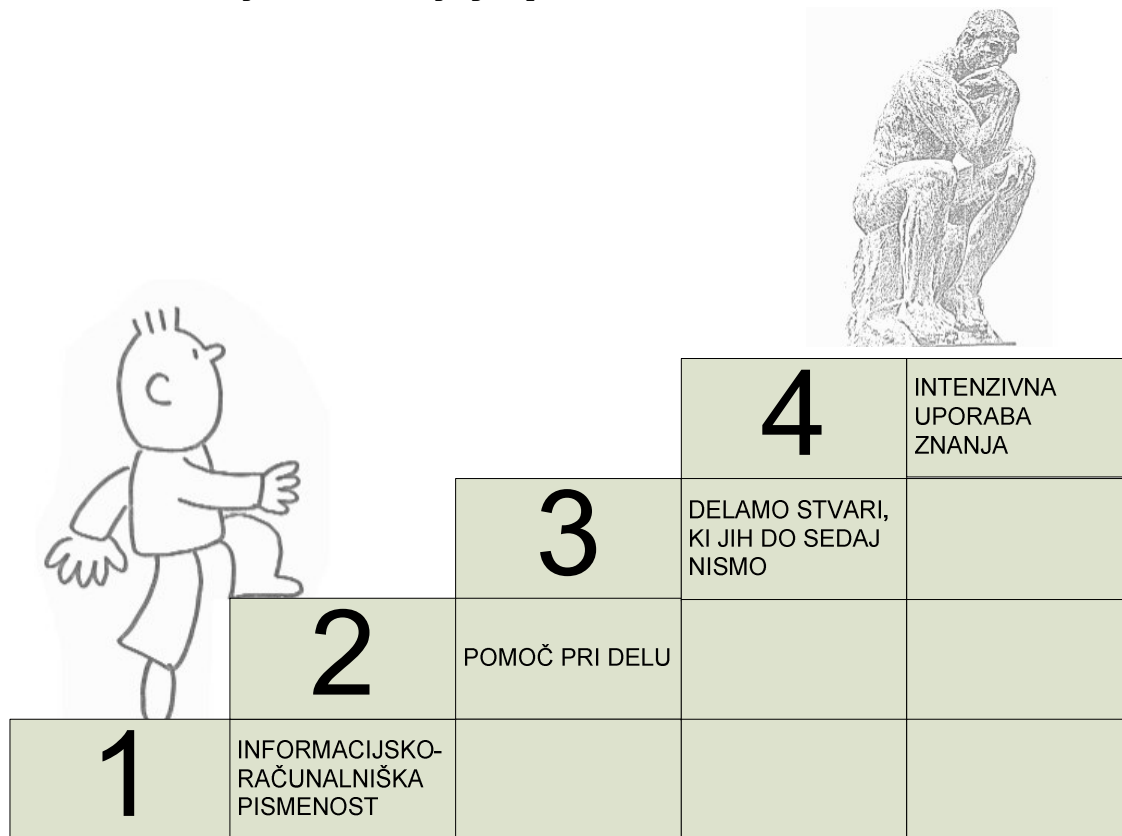 4
INTENZIVNA
UPORABA
ZNANJA
3
DELAMO STVARI,
KI JIH DO SEDAJ
NISMO
2
POMOČ PRI DELU
1
INFORMACIJSKO-
RAČUNALNIŠKA
PISMENOST